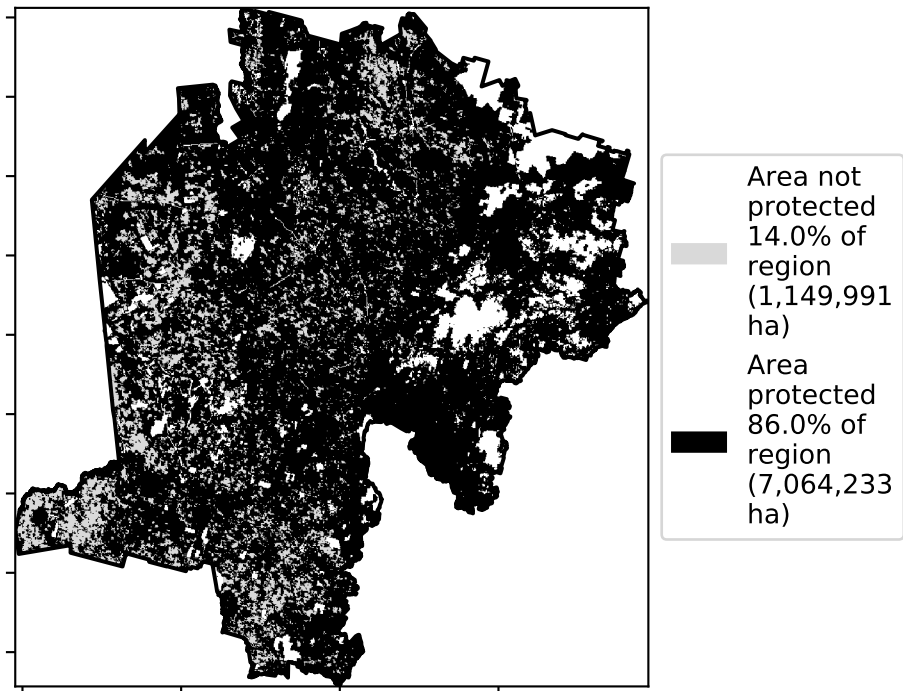 Area not
protected
14.0% of
region
(1,149,991
ha)
Area
protected
86.0% of
region
(7,064,233
ha)